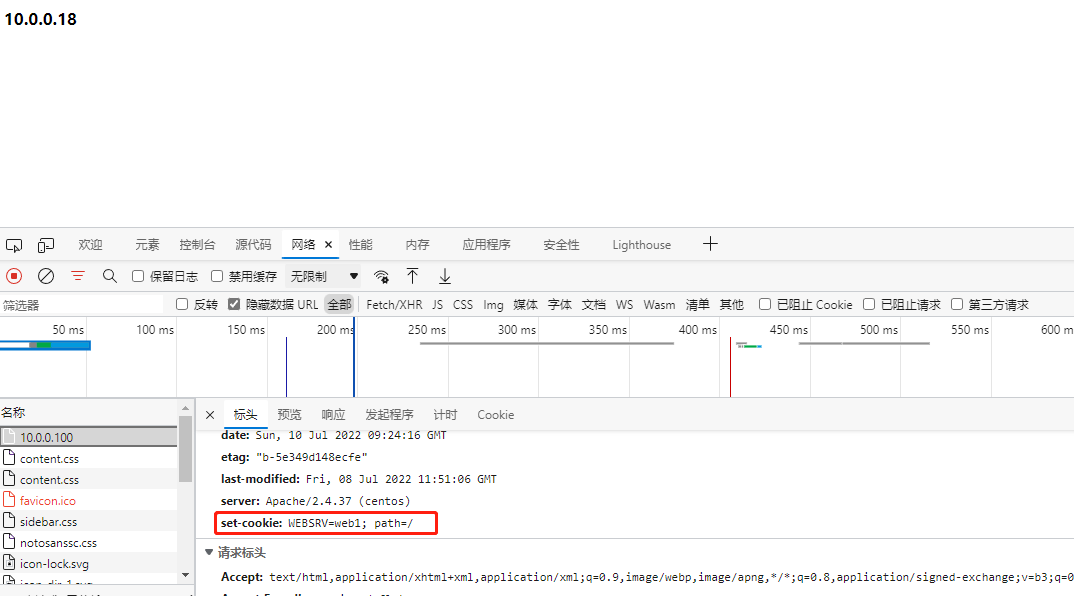 10.0.0.18
欢迎 元素 控制台 源代码 网络 × 性能 内存 应用程序 安全性 Lighthouse +
保留日志 禁用缓存 无限制
筛选器 反转 隐藏数据 URL 全部 Fetch/XHR JS CSS Img 媒体 字体 文档 WS Wasm 清单 其他 已阻止 Cookie 已阻止请求 第三方请求
50 ms 100 ms 150 ms 200 ms 250 ms 300 ms 350 ms 400 ms 450 ms 500 ms 550 ms 600 m
名称 × 标头 预览 响应 发起程序 计时 Cookie
10.0.0.100
content.css
content.css
favicon.ico
sidebar.css
notosanssc.css
icon-lock.svg
date: Sun, 10 Jul 2022 09:24:16 GMT
etag: "b-5e349d148ecfe"
last-modified: Fri, 08 Jul 2022 11:51:06 GMT
server: Apache/2.4.37 (centos)
set-cookie: WEBSRV=web1; path=/
请求标头
Accept: text/html,application/xhtml+xml,application/xml;q=0.9,image/webp,image/apng,*/*;q=0.8,application/signed-exchange;v=b3;q=0